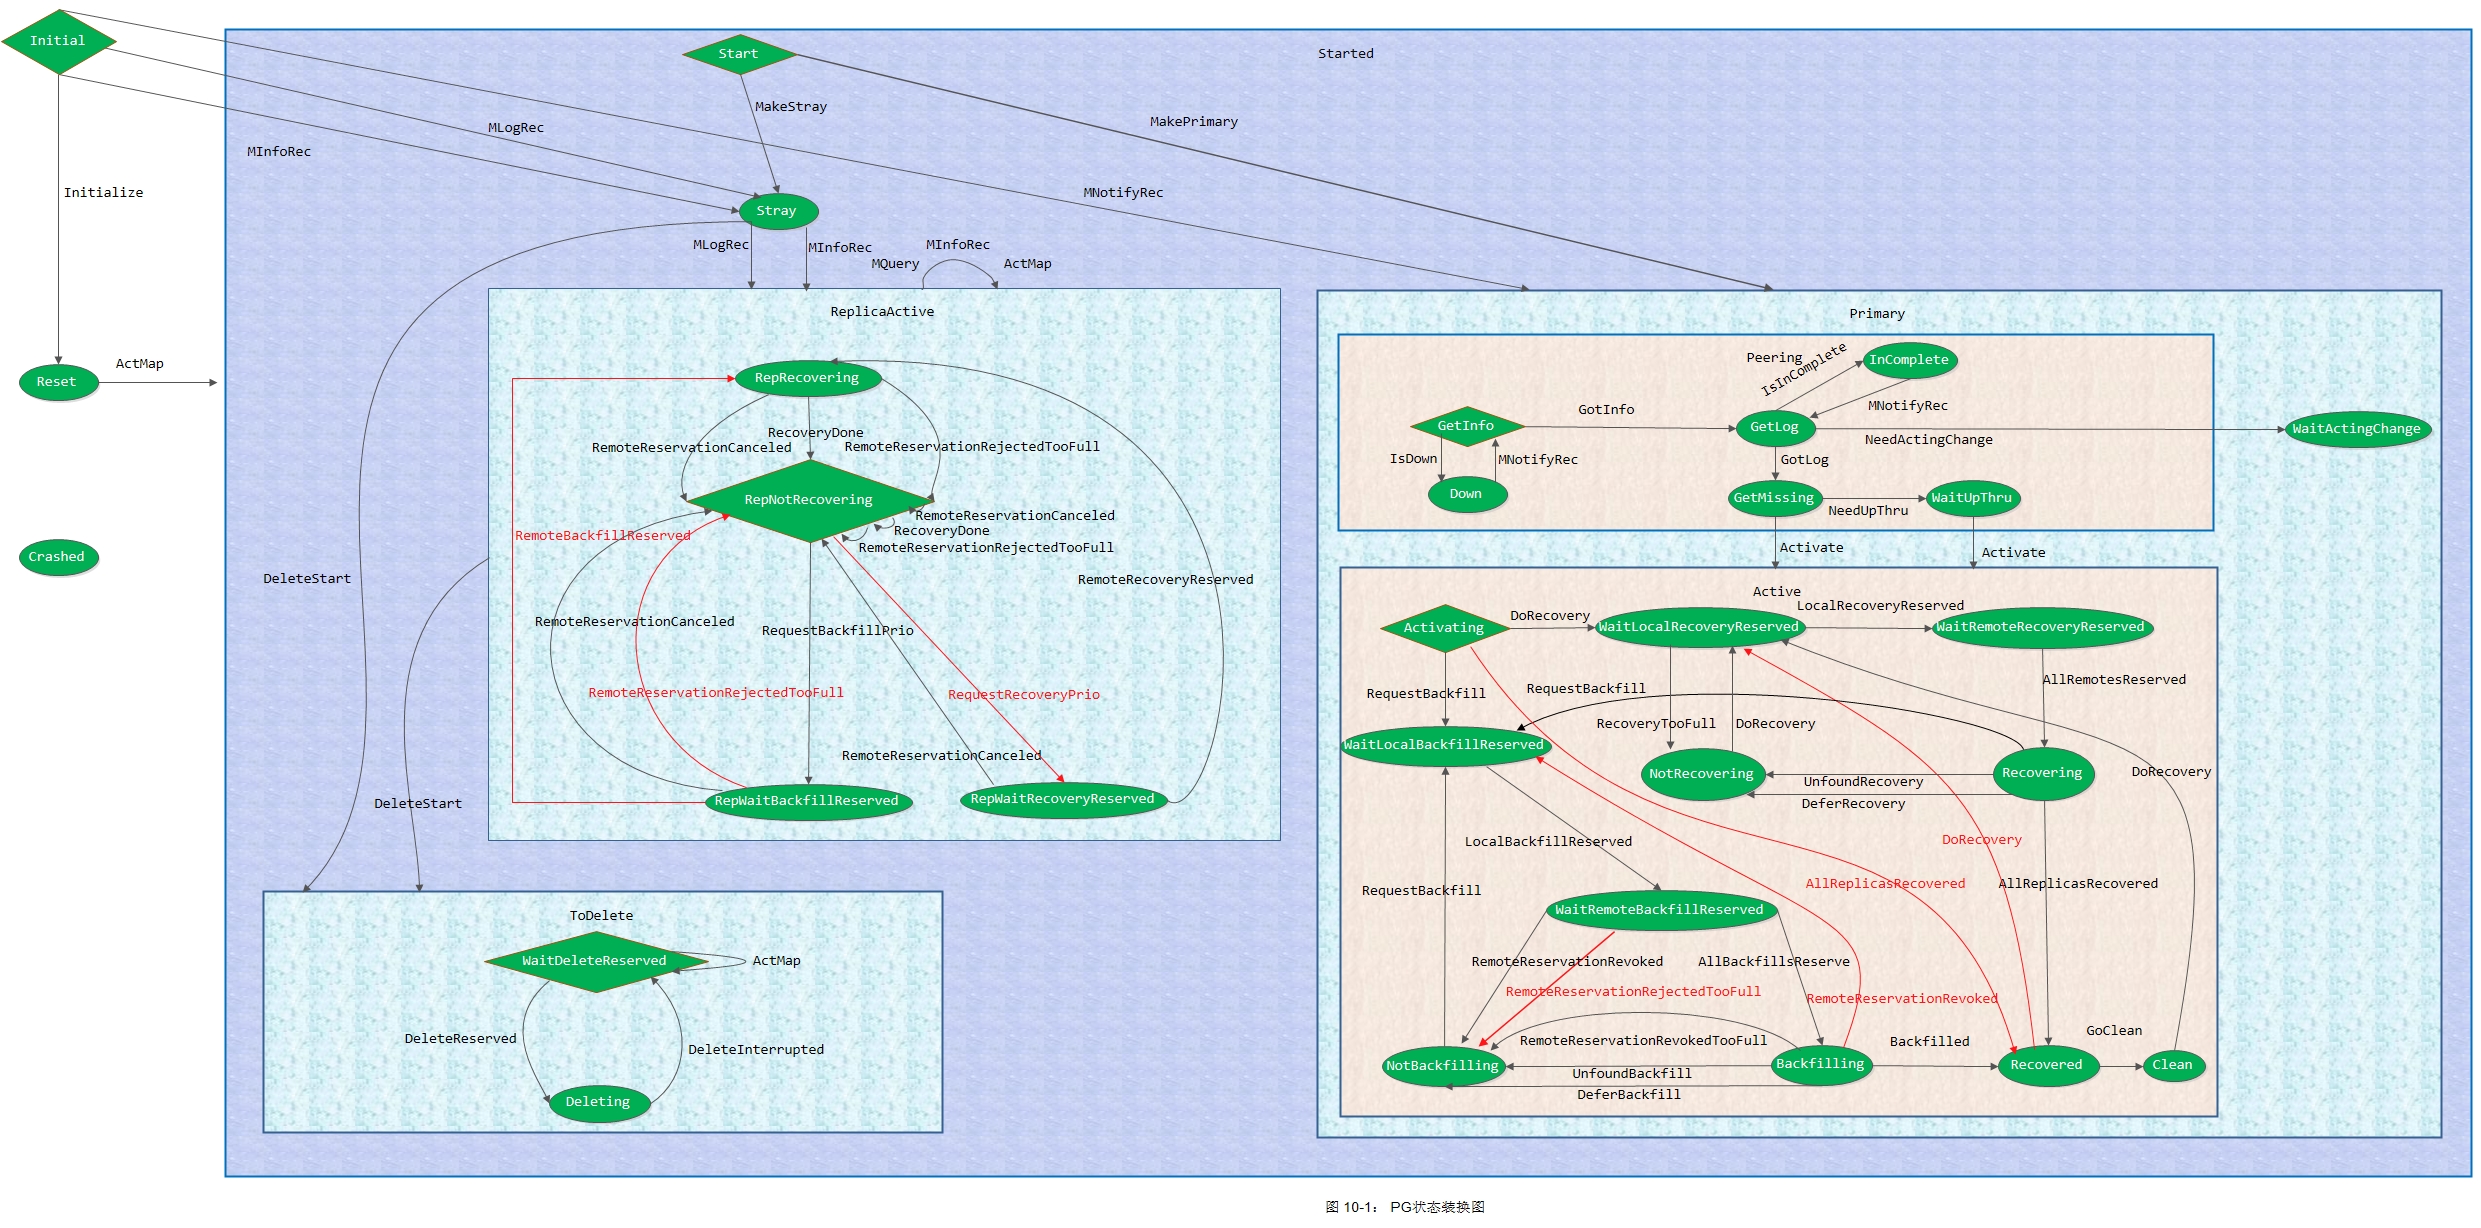 Initial
Start
Started
MakeStray
MLogRec
MakePrimary
MInfoRec
Initialize
MNotifyRec
Stray
MLogRec
MInfoRec
MInfoRec
MQuery
ActMap
ActMap
Reset
Crashed
DeleteStart
DeleteStart
ReplicaActive
RepRecovering
RecoveryDone
RemoteReservationCanceled
RemoteReservationRejectedTooFull
RepNotRecovering
RemoteReservationCanceled
RecoveryDone
RemoteReservationRejectedTooFull
RemoteBackfillReserved
RemoteRecoveryReserved
RemoteReservationCanceled
RequestBackfillPrio
RemoteReservationRejectedTooFull
RequestRecoveryPrio
RemoteReservationCanceled
RepWaitBackfillReserved
RepWaitRecoveryReserved
ToDelete
WaitDeleteReserved
ActMap
DeleteReserved
DeleteInterrupted
Deleting
Primary
Peering
IsInComplete
InComplete
MNotifyRec
GotInfo
GetInfo
GetLog
WaitActingChange
NeedActingChange
IsDown
MNotifyRec
GotLog
Down
GetMissing
WaitUpThru
NeedUpThru
Activate
Activate
Active
LocalRecoveryReserved
DoRecovery
Activating
WaitLocalRecoveryReserved
WaitRemoteRecoveryReserved
AllRemotesReserved
RequestBackfill
RequestBackfill
RecoveryTooFull
DoRecovery
WaitLocalBackfillReserved
NotRecovering
Recovering
DoRecovery
UnfoundRecovery
DeferRecovery
LocalBackfillReserved
DoRecovery
RequestBackfill
AllReplicasRecovered
AllReplicasRecovered
WaitRemoteBackfillReserved
RemoteReservationRevoked
AllBackfillsReserve
RemoteReservationRejectedTooFull
RemoteReservationRevoked
GoClean
RemoteReservationRevokedTooFull
Backfilled
NotBackfilling
Backfilling
Recovered
Clean
UnfoundBackfill
DeferBackfill
图 10-1： PG状态装换图